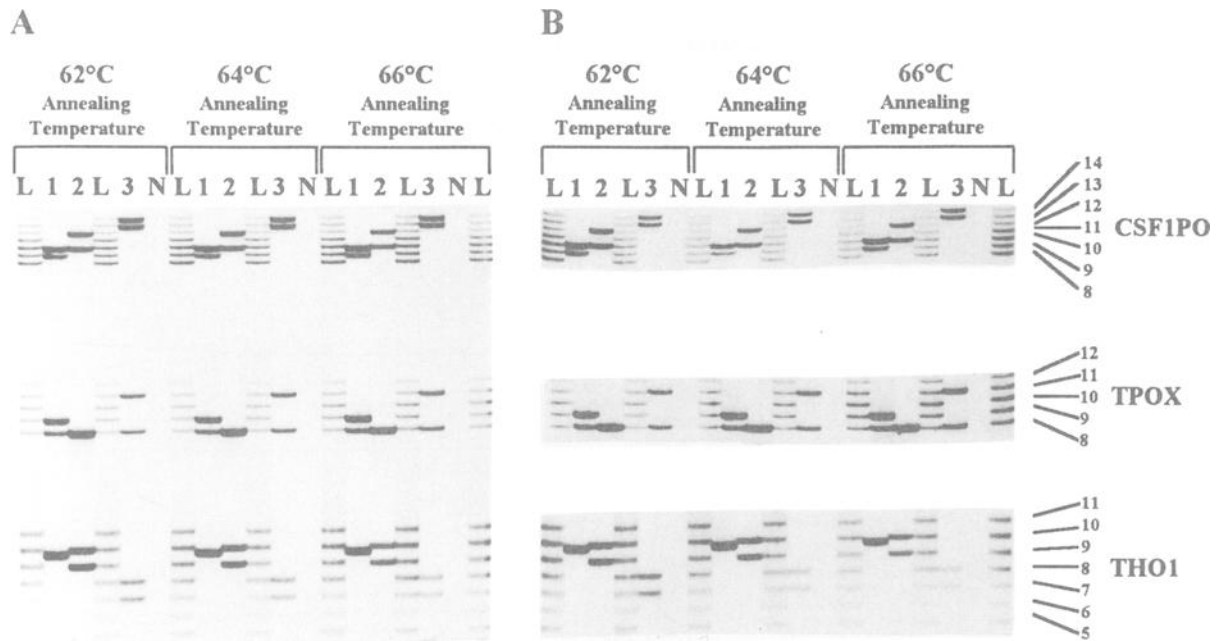 A
B
62°C 64°C 66°C
Annealing Annealing Annealing
Temperature Temperature Temperature
62°C 64°C 66°C
Annealing Annealing Annealing
Temperature Temperature Temperature
L 1 2 L 3 N L 1 2 L 3 N L 1 2 L 3 N L
L 1 2 L 3 N L 1 2 L 3 N L 1 2 L 3 N L
14
13
12
11
10
9
8
CSF1PO
12
11
10
9
8
TPOX
11
10
9
8
7
6
5
THO1